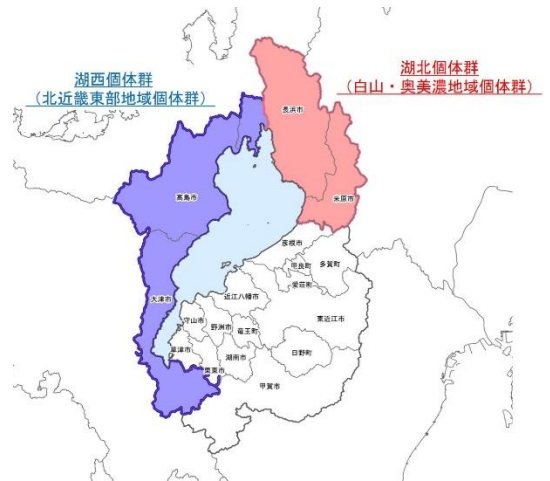 湖西個体群
（北近畿東部地域個体群）
湖北個体群
（白山・奥美濃地域個体群）
長浜市
高島市
米原市
彦根市
甲良町
多賀町
愛荘町
大津市
近江八幡市
東近江市
守山市
野洲市
竜王町
草津市
湖南市
日野町
栗東市
甲賀市